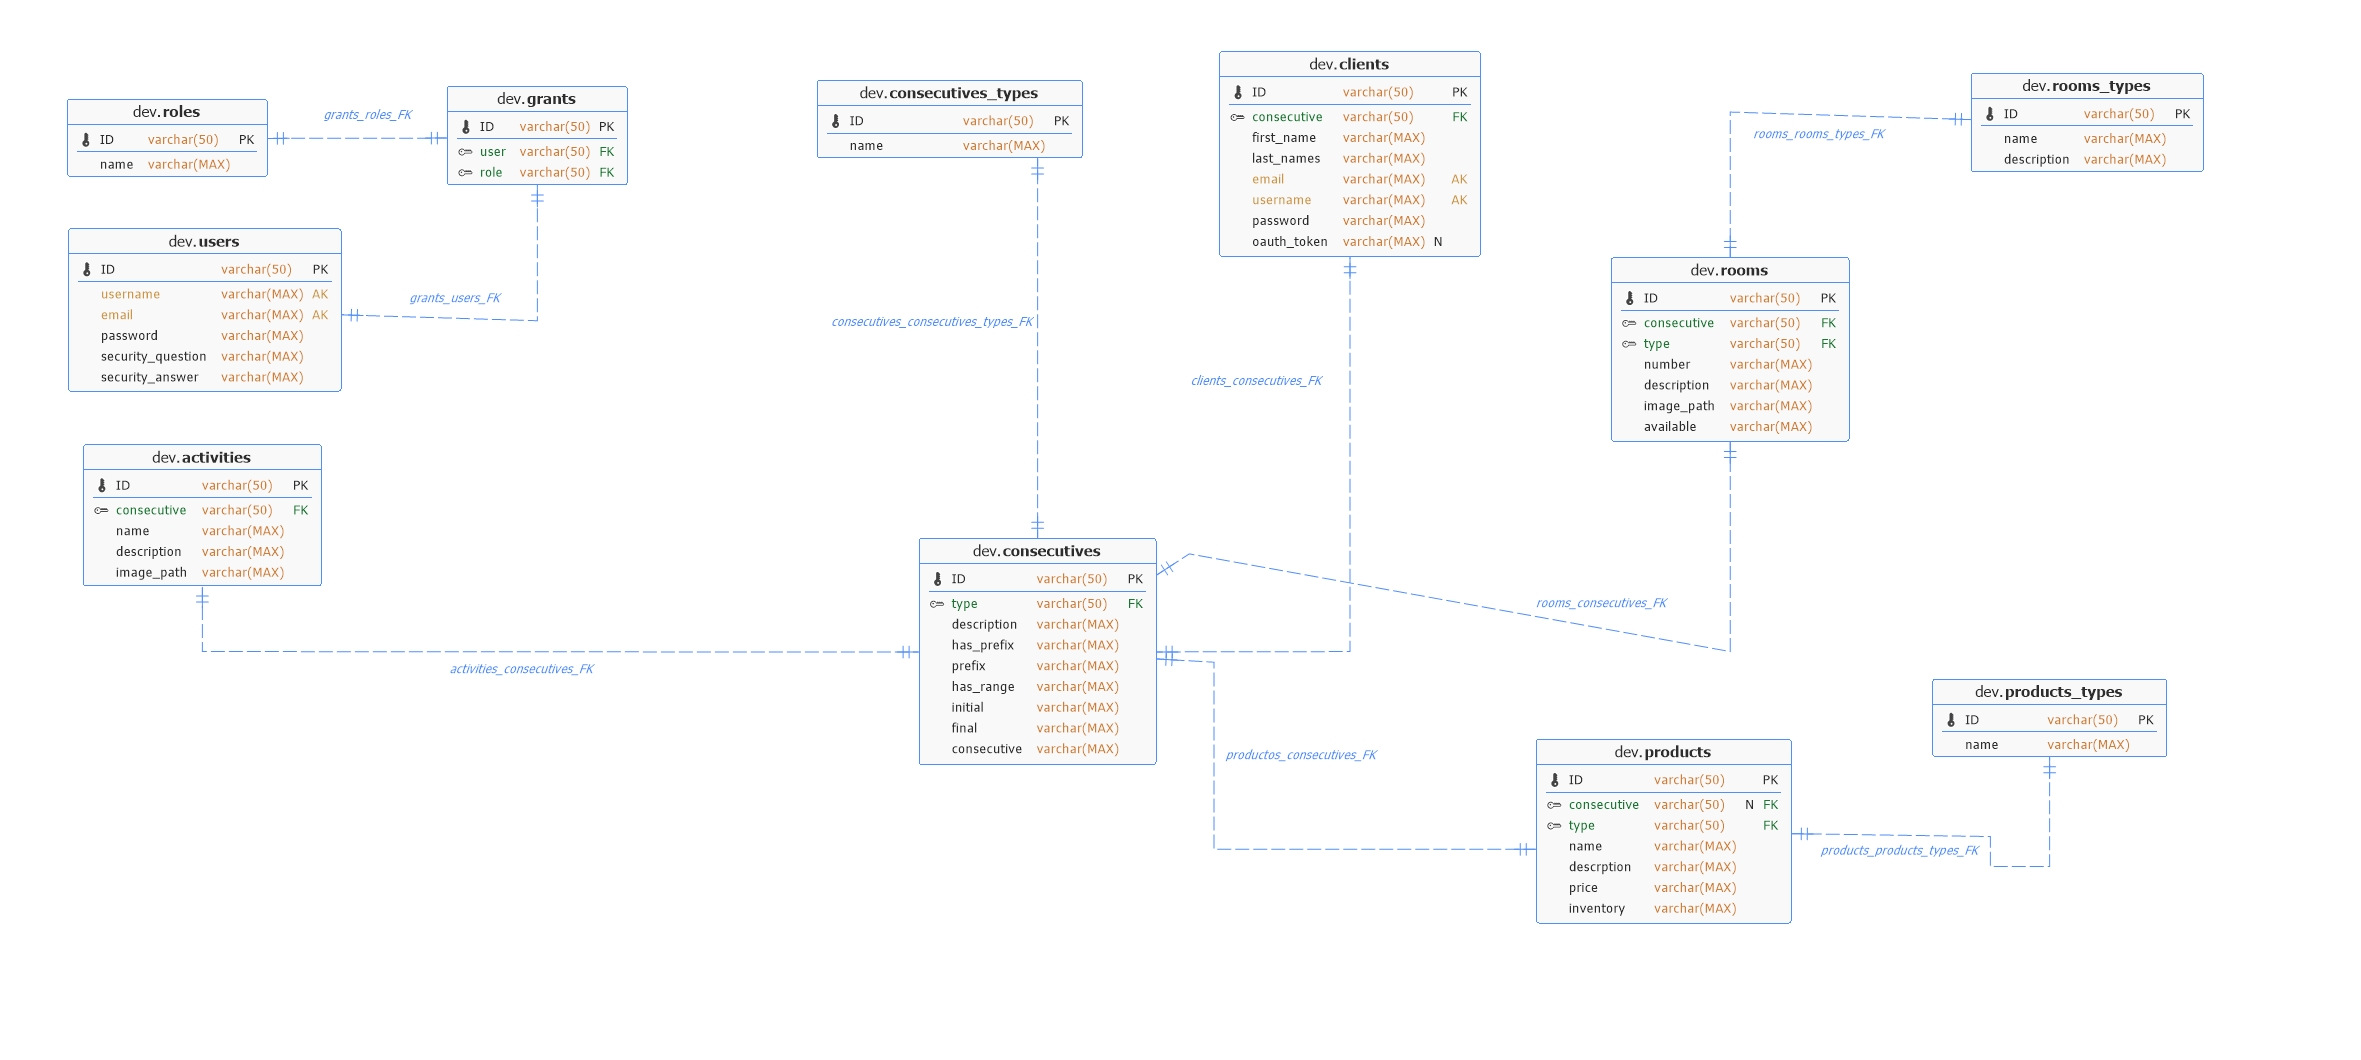 dev.roles
ID varchar(50) PK
name varchar(MAX)
grants_roles_FK
dev.grants
ID varchar(50) PK
user varchar(50) FK
role varchar(50) FK
dev.users
ID varchar(50) PK
username varchar(MAX) AK
email varchar(MAX) AK
password varchar(MAX)
security_question varchar(MAX)
security_answer varchar(MAX)
grants_users_FK
dev.activities
ID varchar(50) PK
consecutive varchar(50) FK
name varchar(MAX)
description varchar(MAX)
image_path varchar(MAX)
activities_consecutives_FK
dev.consecutives_types
ID varchar(50) PK
name varchar(MAX)
consecutives_consecutives_types_FK
dev.consecutives
ID varchar(50) PK
type varchar(50) FK
description varchar(MAX)
has_prefix varchar(MAX)
prefix varchar(MAX)
has_range varchar(MAX)
initial varchar(MAX)
final varchar(MAX)
consecutive varchar(MAX)
dev.clients
ID varchar(50) PK
consecutive varchar(50) FK
first_name varchar(MAX)
last_names varchar(MAX)
email varchar(MAX) AK
username varchar(MAX) AK
password varchar(MAX)
oauth_token varchar(MAX) N
clients_consecutives_FK
dev.rooms_types
ID varchar(50) PK
name varchar(MAX)
description varchar(MAX)
rooms_rooms_types_FK
dev.rooms
ID varchar(50) PK
consecutive varchar(50) FK
type varchar(50) FK
number varchar(MAX)
description varchar(MAX)
image_path varchar(MAX)
available varchar(MAX)
rooms_consecutives_FK
productos_consecutives_FK
dev.products
ID varchar(50) PK
consecutive varchar(50) N FK
type varchar(50) FK
name varchar(MAX)
descrption varchar(MAX)
price varchar(MAX)
inventory varchar(MAX)
dev.products_types
ID varchar(50) PK
name varchar(MAX)
products_products_types_FK